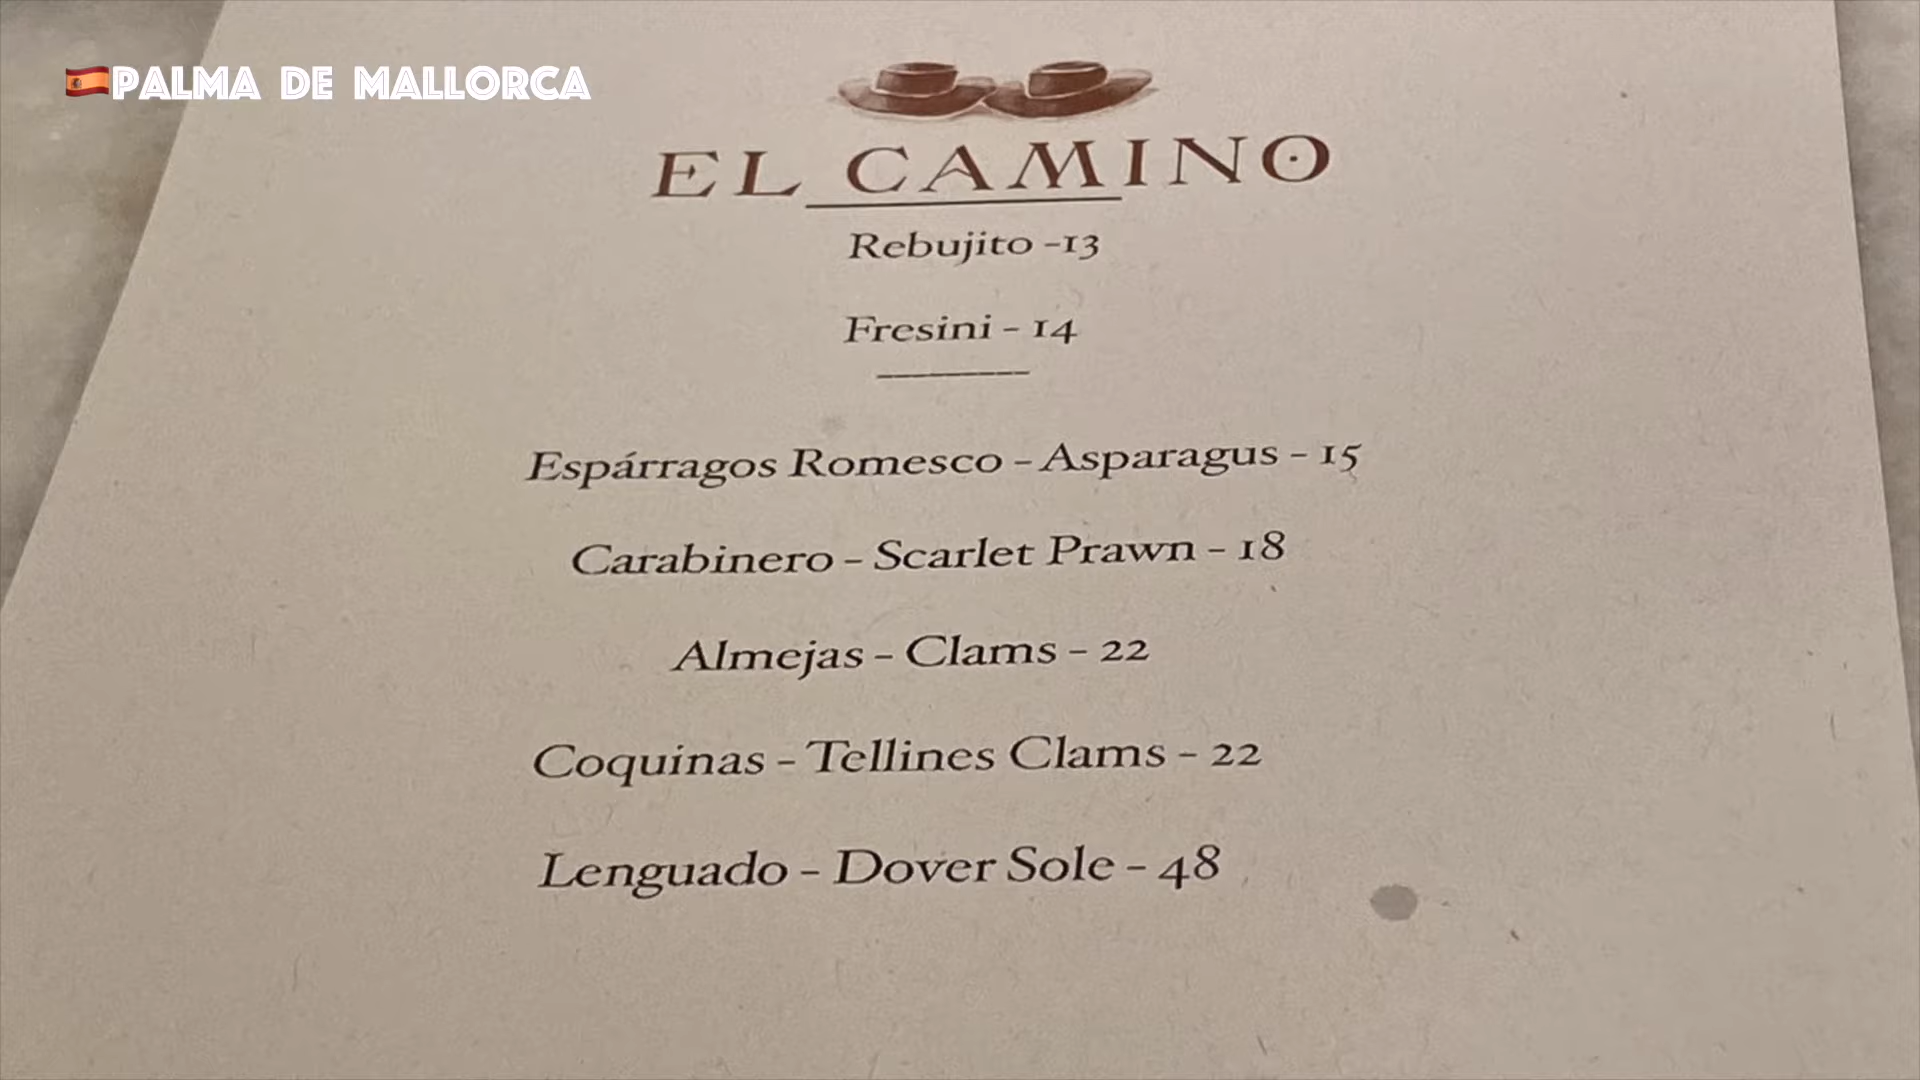 🇪🇸PALMA DE MALLORCA
EL CAMINO
Rebujito -13
Fresini - 14
Espárragos Romesco - Asparagus - 15
Carabinero - Scarlet Prawn - 18
Almejas - Clams - 22
Coquinas - Tellines Clams - 22
Lenguado - Dover Sole - 48